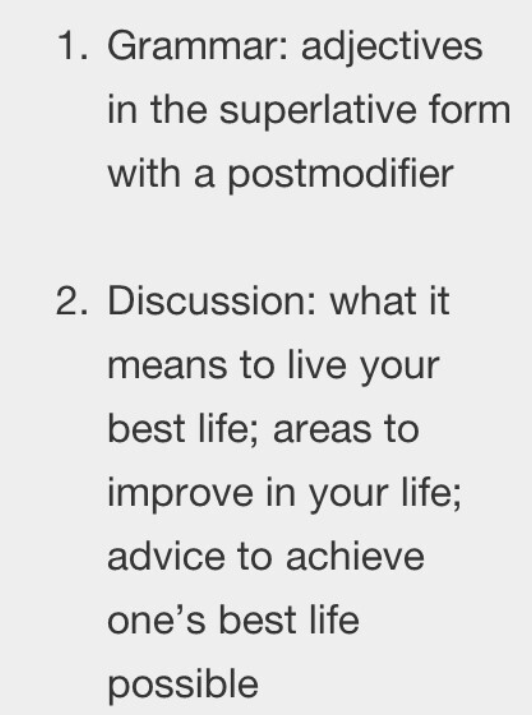 1. Grammar: adjectives
in the superlative form
with a postmodifier
2. Discussion: what it
means to live your
best life; areas to
improve in your life;
advice to achieve
one’s best life
possible